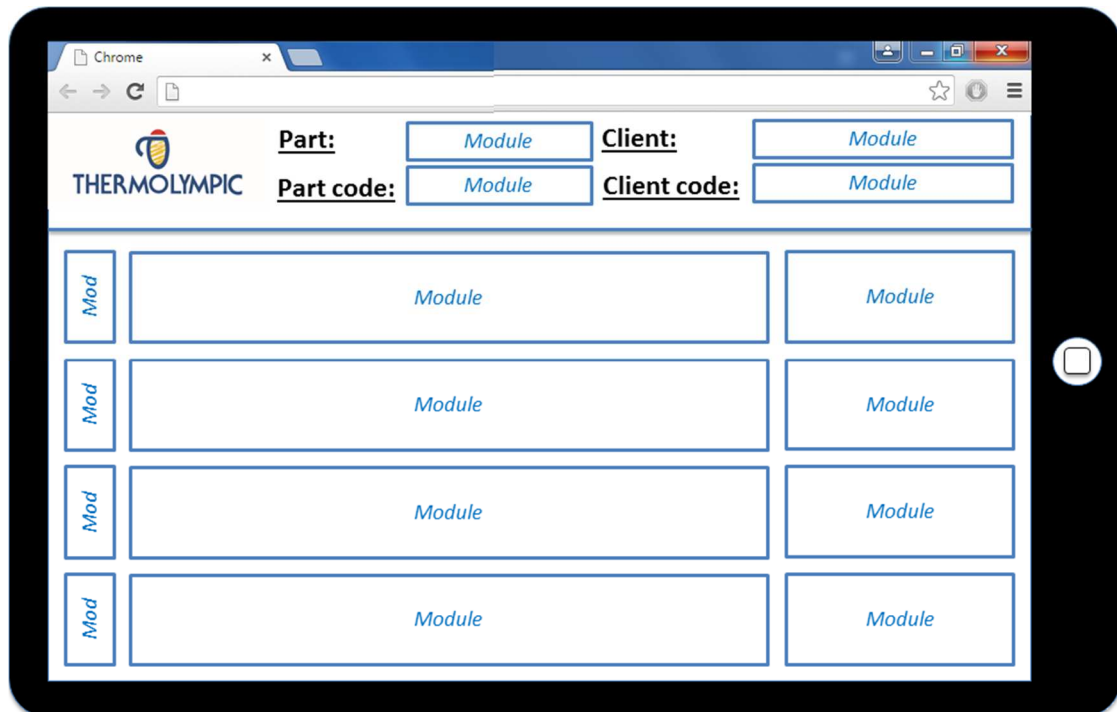 Chrome
Part: Module Client: Module
THERMOLYMPIC
Part code: Module Client code: Module
Mod Module Module
Mod Module Module
Mod Module Module
Mod Module Module